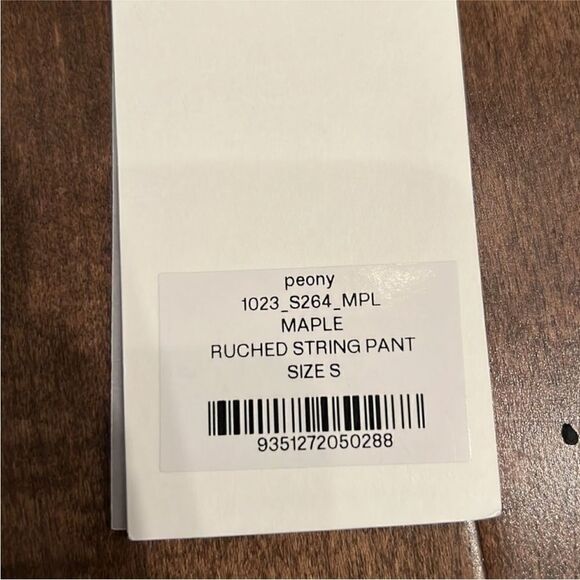 peony
1023_S264_MPL
MAPLE
RUCHED STRING PANT
SIZE S
9351272050288